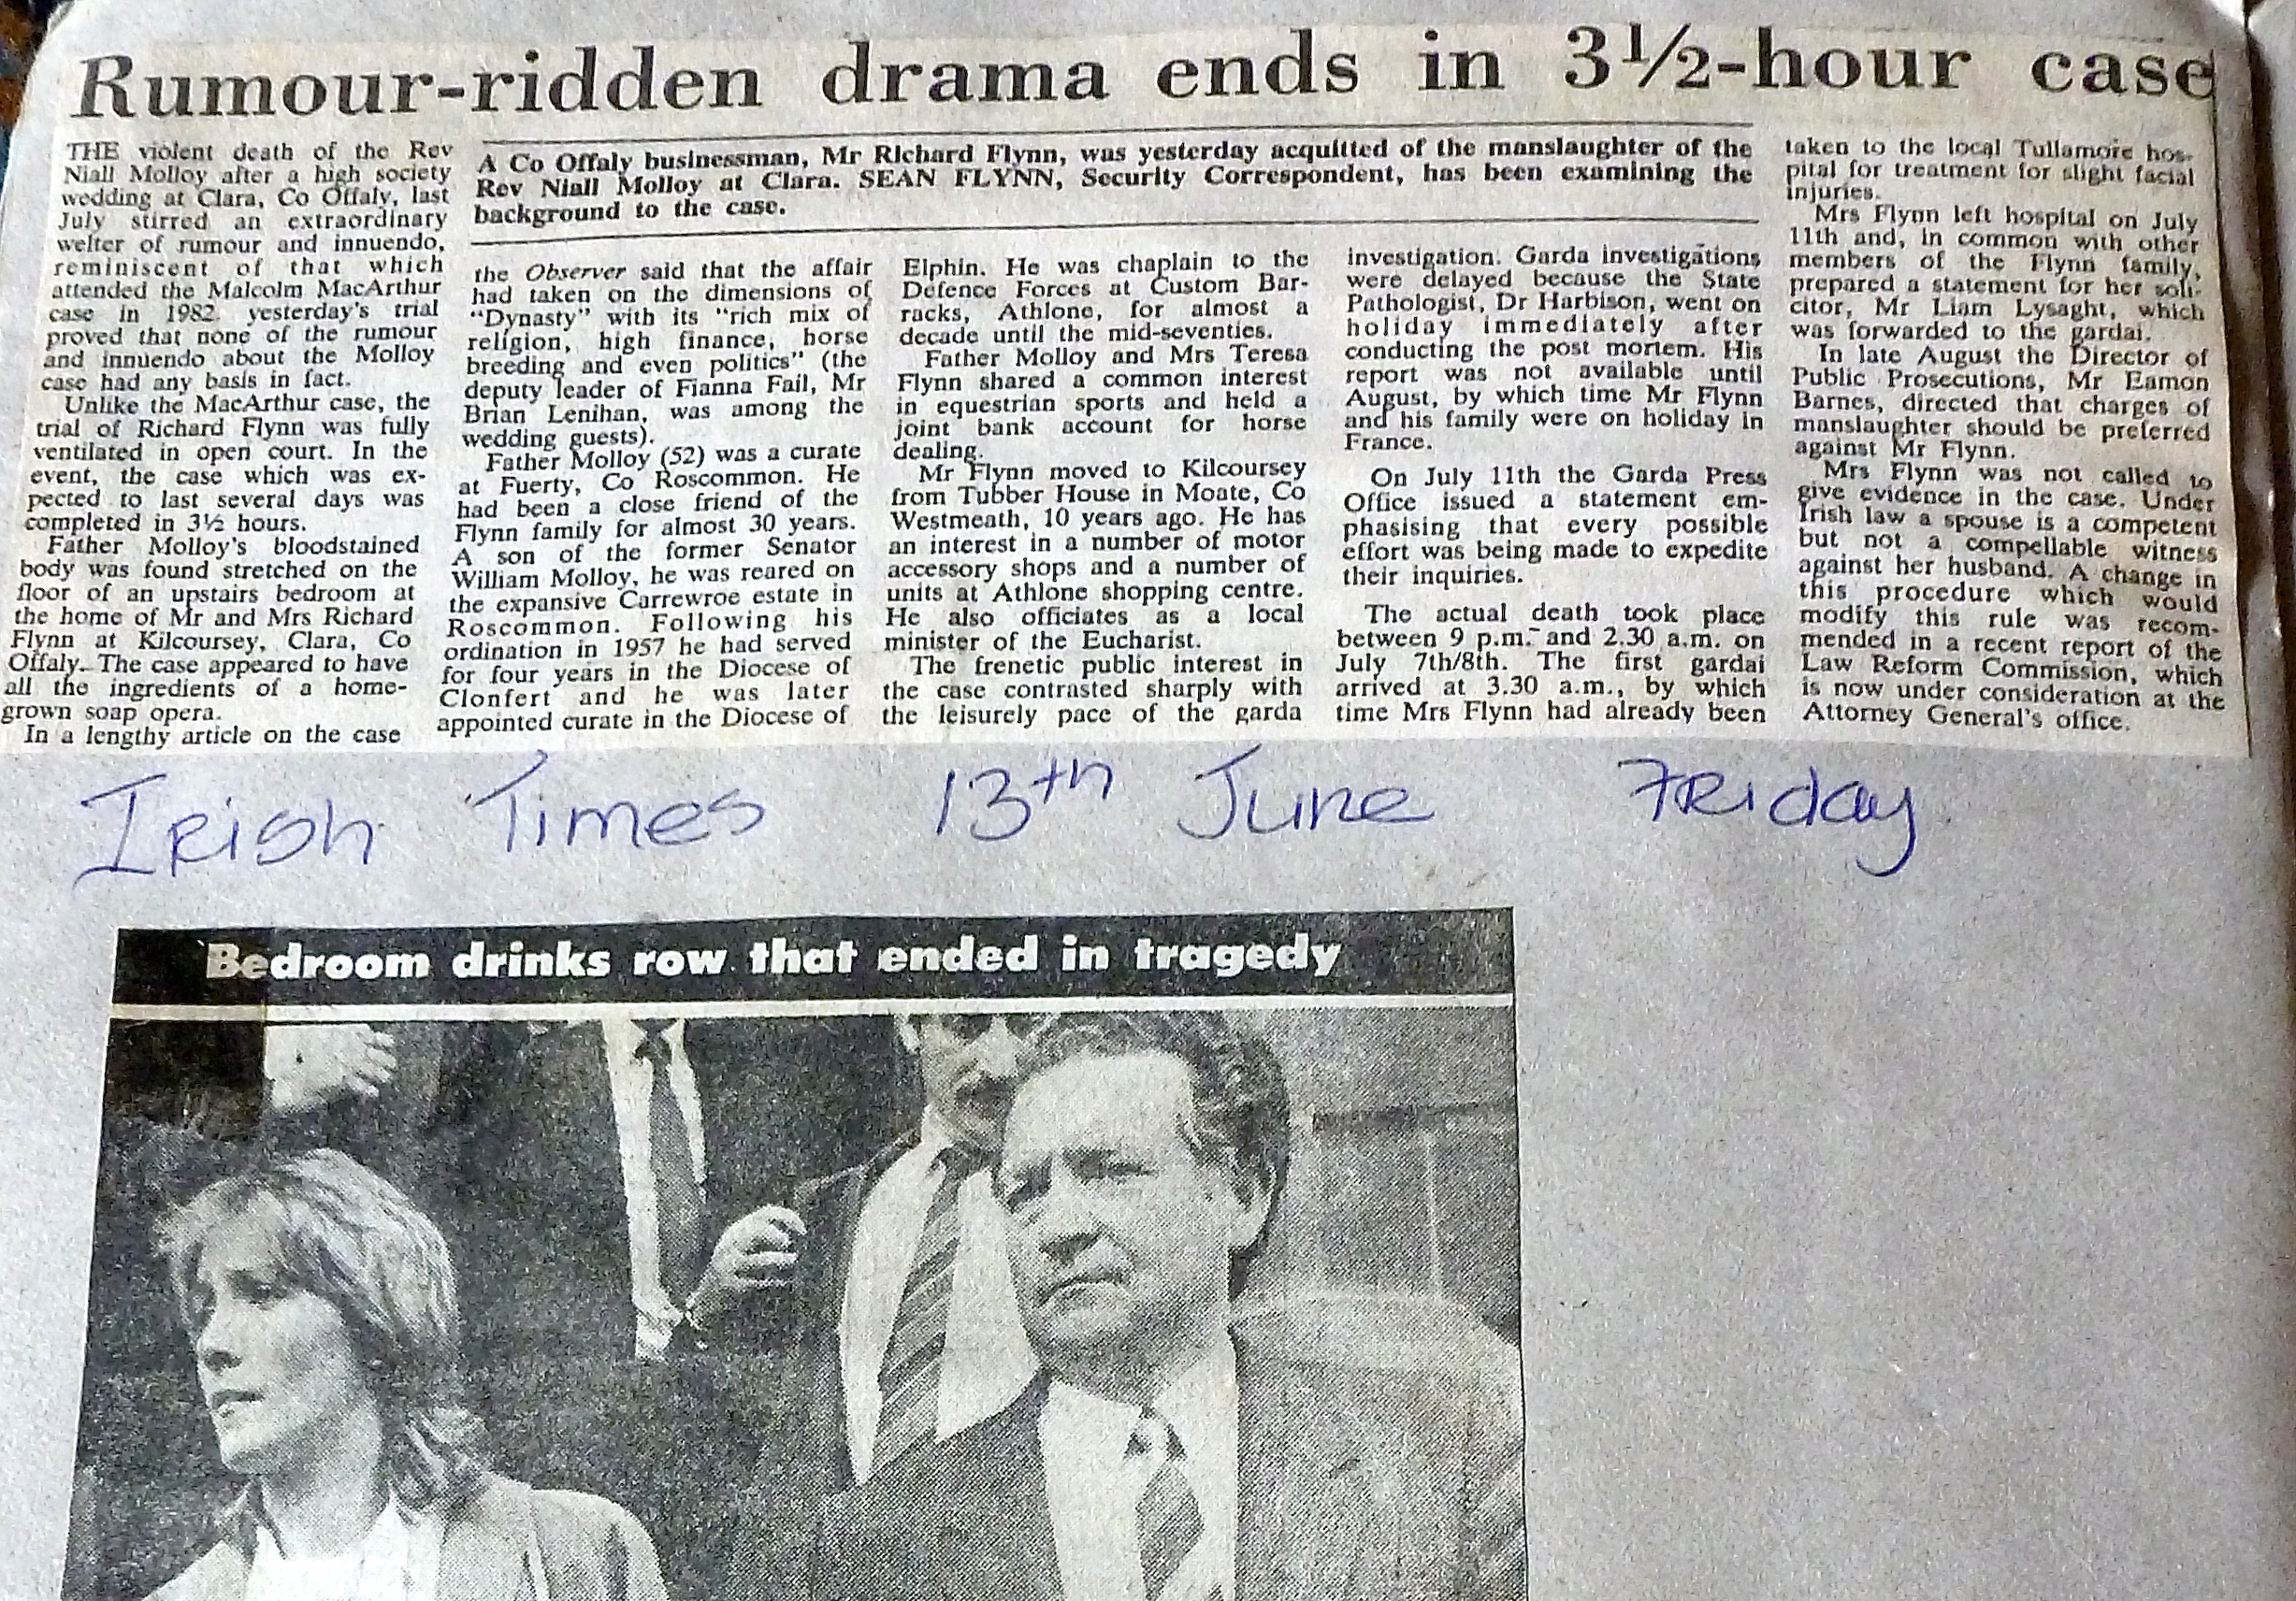 Rumour-ridden drama ends in 3½-hour case
THE violent death of the Rev
Niall Molloy after a high society
wedding at Clara, Co Offaly, last
July stirred an extraordinary
welter of rumour and innuendo,
reminiscent of that which
attended the Malcolm MacArthur
case in 1982. yesterday's trial
proved that none of the rumour
and innuendo about the Molloy
case had any basis in fact.
Unlike the MacArthur case, the
trial of Richard Flynn was fully
ventilated in open court. In the
event, the case which was ex-
pected to last several days was
completed in 3½ hours.
Father Molloy's bloodstained
body was found stretched on the
floor of an upstairs bedroom at
the home of Mr and Mrs Richard
Flynn at Kilcoursey, Clara, Co
Offaly. The case appeared to have
all the ingredients of a home-
grown soap opera.
In a lengthy article on the case
A Co Offaly businessman, Mr Richard Flynn, was yesterday acquitted of the manslaughter of the
Rev Niall Molloy at Clara. SEAN FLYNN, Security Correspondent, has been examining the
background to the case.
the Observer said that the affair
had taken on the dimensions of
"Dynasty" with its "rich mix of
religion, high finance, horse
breeding and even politics" (the
deputy leader of Fianna Fail, Mr
Brian Lenihan, was among the
wedding guests).
Father Molloy (52) was a curate
at Fuerty, Co Roscommon. He
had been a close friend of the
Flynn family for almost 30 years.
A son of the former Senator
William Molloy, he was reared on
the expansive Carrewroe estate in
Roscommon. Following his
ordination in 1957 he had served
for four years in the Diocese of
Clonfert and he was later
appointed curate in the Diocese of
Elphin. He was chaplain to the
Defence Forces at Custom Bar-
racks, Athlone, for almost a
decade until the mid-seventies.
Father Molloy and Mrs Teresa
Flynn shared a common interest
in equestrian sports and held a
joint bank account for horse
dealing.
Mr Flynn moved to Kilcoursey
from Tubber House in Moate, Co
Westmeath, 10 years ago. He has
an interest in a number of motor
accessory shops and a number of
units at Athlone shopping centre.
He also officiates as a local
minister of the Eucharist.
The frenetic public interest in
the case contrasted sharply with
the leisurely pace of the garda
investigation. Garda investigations
were delayed because the State
Pathologist, Dr Harbison, went on
holiday immediately after
conducting the post mortem. His
report was not available until
August, by which time Mr Flynn
and his family were on holiday in
France.
On July 11th the Garda Press
Office issued a statement em-
phasising that every possible
effort was being made to expedite
their inquiries.
The actual death took place
between 9 p.m. and 2.30 a.m. on
July 7th/8th. The first gardai
arrived at 3.30 a.m., by which
time Mrs Flynn had already been
taken to the local Tullamore hos-
pital for treatment for slight facial
injuries.
Mrs Flynn left hospital on July
11th and, in common with other
members of the Flynn family,
prepared a statement for her soli-
citor, Mr Liam Lysaght, which
was forwarded to the gardai.
In late August the Director of
Public Prosecutions, Mr Eamon
Barnes, directed that charges of
manslaughter should be preferred
against Mr Flynn.
Mrs Flynn was not called to
give evidence in the case. Under
Irish law a spouse is a competent
but not a compellable witness
against her husband. A change in
this procedure which would
modify this rule was recom-
mended in a recent report of the
Law Reform Commission, which
is now under consideration at the
Attorney General's office.
Irish Times 13th June Friday
Bedroom drinks row that ended in tragedy